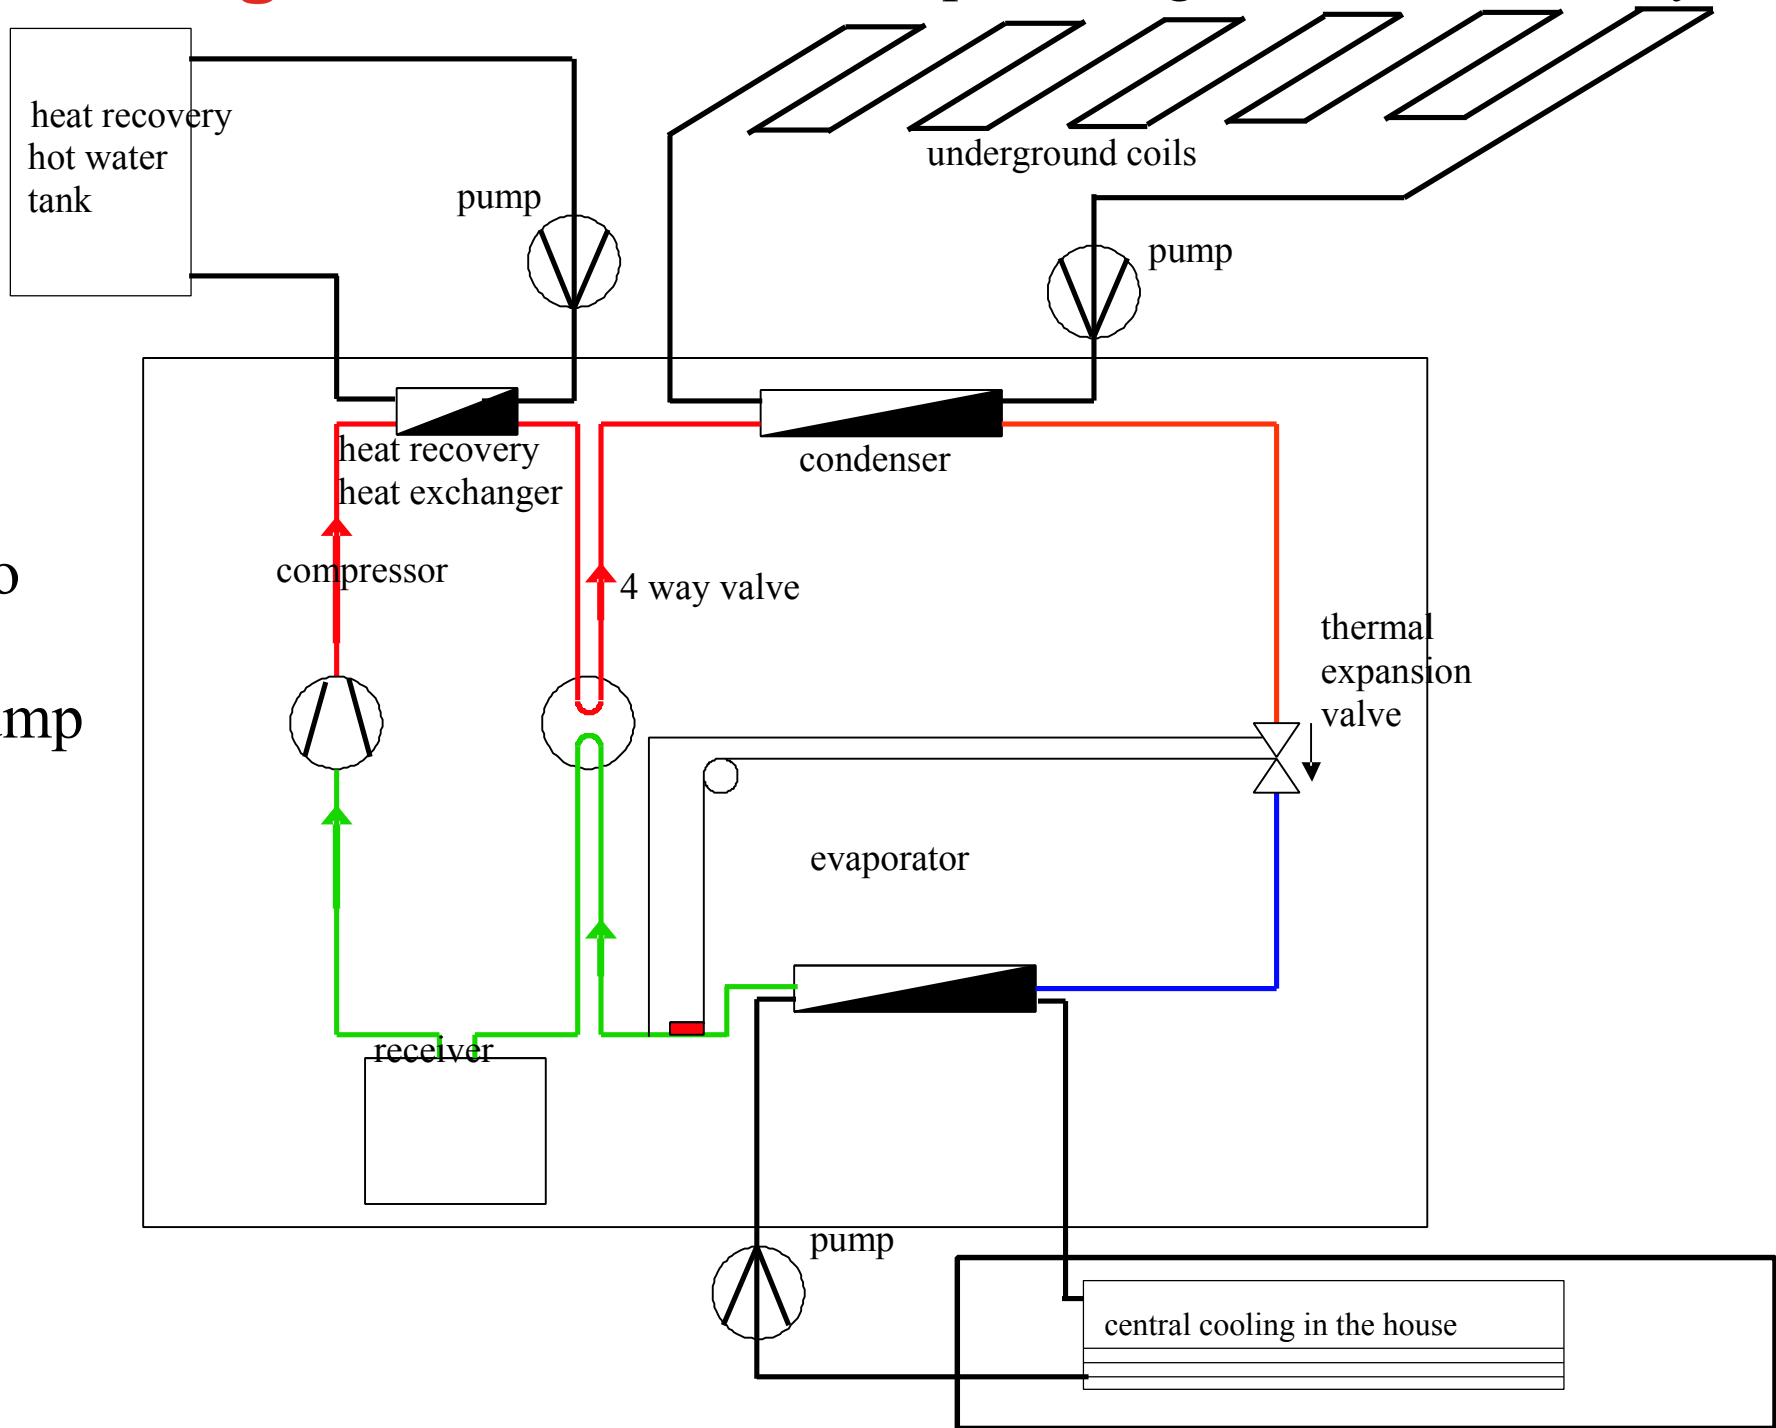 heat recovery
hot water
tank
pump
underground coils
pump
heat recovery
heat exchanger
condenser
compressor
4 way valve
thermal
expansion
valve
evaporator
receiver
pump
central cooling in the house